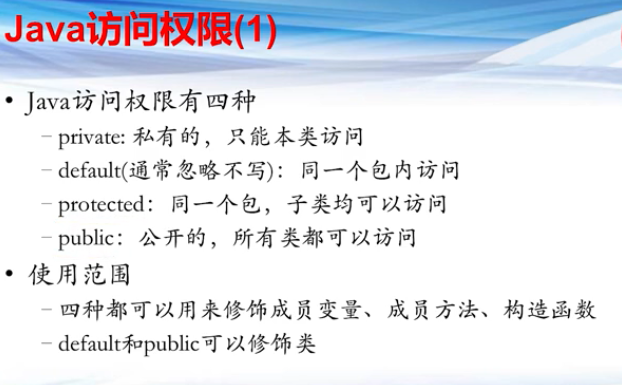 Java访问权限(1)
• Java访问权限有四种
– private: 私有的，只能本类访问
– default(通常忽略不写)：同一个包内访问
– protected：同一个包，子类均可以访问
– public：公开的，所有类都可以访问
• 使用范围
– 四种都可以用来修饰成员变量、成员方法、构造函数
– default和public可以修饰类